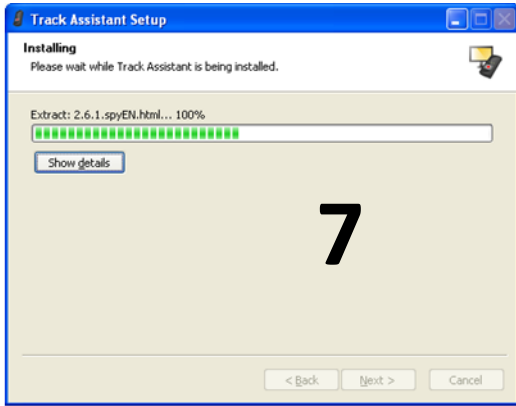 Track Assistant Setup
Installing
Please wait while Track Assistant is being installed.
Extract: 2.6.1.spyEN.html... 100%
Show details
7
< Back Next > Cancel